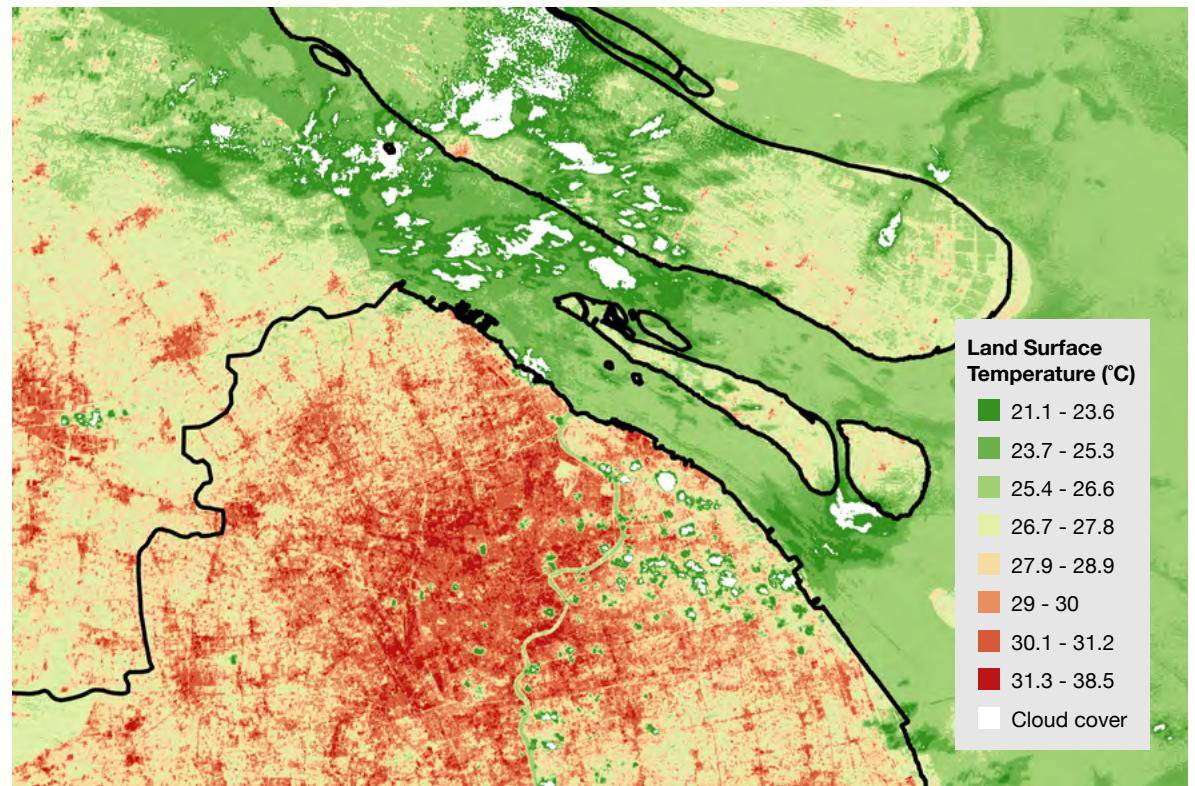 Land Surface
Temperature (˚C)
21.1 - 23.6
23.7 - 25.3
25.4 - 26.6
26.7 - 27.8
27.9 - 28.9
29 - 30
30.1 - 31.2
31.3 - 38.5
Cloud cover